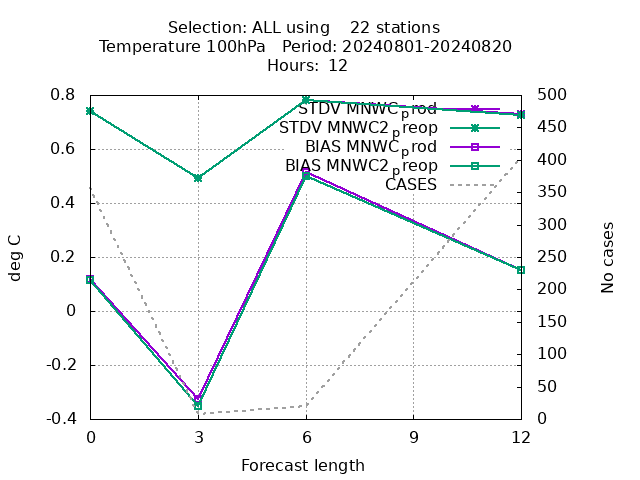 Selection: ALL using    22 stations
Temperature 100hPa   Period: 20240801-20240820
Hours: 12
0.8
0.6
0.4
0.2
0
-0.2
-0.4
deg C
500
450
400
350
300
250
200
150
100
50
0
No cases
STDV MNWC_prod
STDV MNWC2_preop
BIAS MNWC_prod
BIAS MNWC2_preop
CASES
0 3 6 9 12
Forecast length